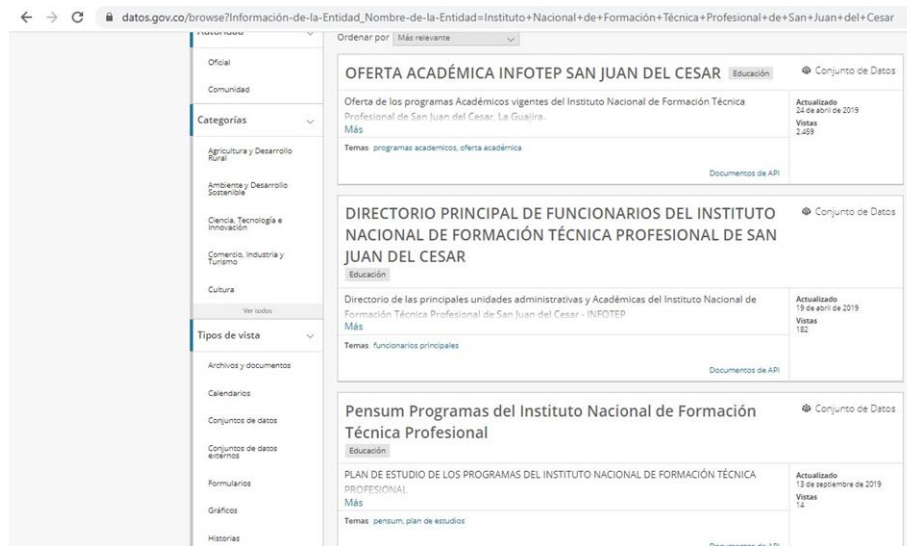 datos.gov.co/browse?Información-de-la-Entidad_Nombre-de-la-Entidad=Instituto+Nacional+de+Formación+Técnica+Profesional+de+San+Juan+del+Cesar
Autoridad
Oficial
Comunidad
Categorías
Agricultura y Desarrollo
Rural
Ambiente y Desarrollo
Sostenible
Ciencia, Tecnología e
Innovación
Comercio, Industria y
Turismo
Cultura
Ver todos
Tipos de vista
Archivos y documentos
Calendarios
Conjuntos de datos
Conjuntos de datos
externos
Formularios
Gráficos
Historias
Ordenar por Más relevante
OFERTA ACADÉMICA INFOTEP SAN JUAN DEL CESAR Educación
Conjunto de Datos
Oferta de los programas Académicos vigentes del Instituto Nacional de Formación Técnica
Profesional de San Juan del Cesar, La Guajira.
Más
Actualizado
24 de abril de 2019
Vistas
2.459
Temas programas academicos, oferta académica
Documentos de API
DIRECTORIO PRINCIPAL DE FUNCIONARIOS DEL INSTITUTO
NACIONAL DE FORMACIÓN TÉCNICA PROFESIONAL DE SAN
JUAN DEL CESAR
Educación
Conjunto de Datos
Directorio de las principales unidades administrativas y Académicas del Instituto Nacional de
Formación Técnica Profesional de San Juan del Cesar - INFOTEP
Más
Actualizado
19 de abril de 2019
Vistas
182
Temas funcionarios principales
Documentos de API
Pensum Programas del Instituto Nacional de Formación
Técnica Profesional
Educación
Conjunto de Datos
PLAN DE ESTUDIO DE LOS PROGRAMAS DEL INSTITUTO NACIONAL DE FORMACIÓN TÉCNICA
PROFESIONAL
Más
Actualizado
13 de septiembre de 2019
Vistas
14
Temas pensum, plan de estudios
Documentos de API